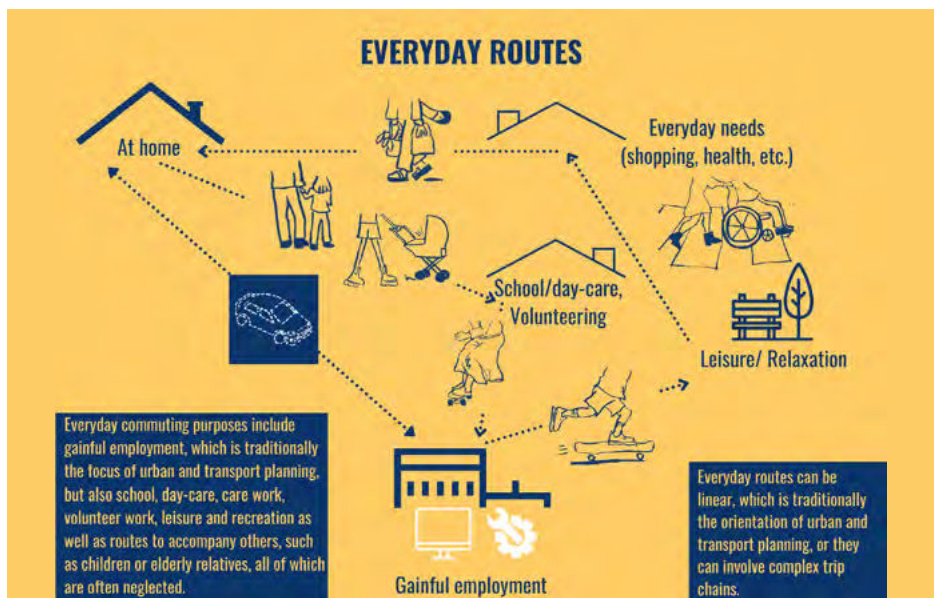 EVERYDAY ROUTES
At home
Everyday needs
(shopping, health, etc.)
School/day-care,
Volunteering
Leisure/ Relaxation
Everyday commuting purposes include
gainful employment, which is traditionally
the focus of urban and transport planning,
but also school, day-care, care work,
volunteer work, leisure and recreation as
well as routes to accompany others, such
as children or elderly relatives, all of which
are often neglected.
Gainful employment
Everyday routes can be
linear, which is traditionally
the orientation of urban and
transport planning, or they
can involve complex trip
chains.